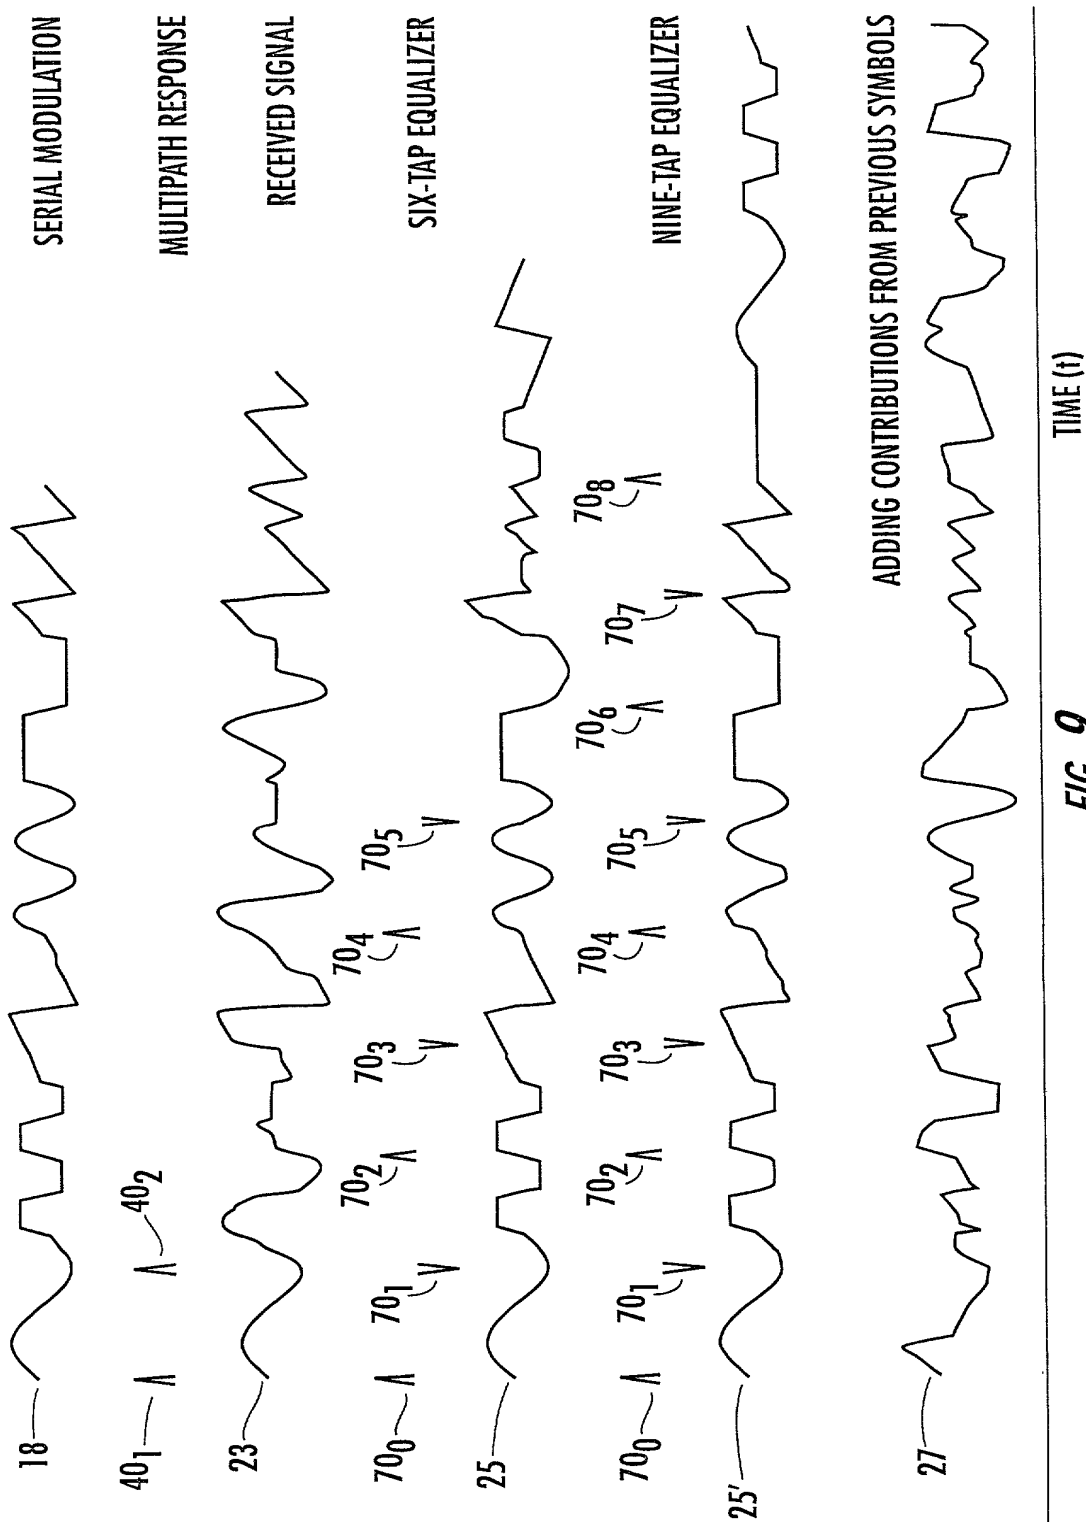 SERIAL MODULATION
18
MULTIPATH RESPONSE
40₁
40₂
RECEIVED SIGNAL
23
SIX-TAP EQUALIZER
70₀
70₁
70₂
70₃
70₄
70₅
25
NINE-TAP EQUALIZER
70₀
70₁
70₂
70₃
70₄
70₅
70₆
70₇
70₈
25'
ADDING CONTRIBUTIONS FROM PREVIOUS SYMBOLS
27
TIME (t)
FIG. 9